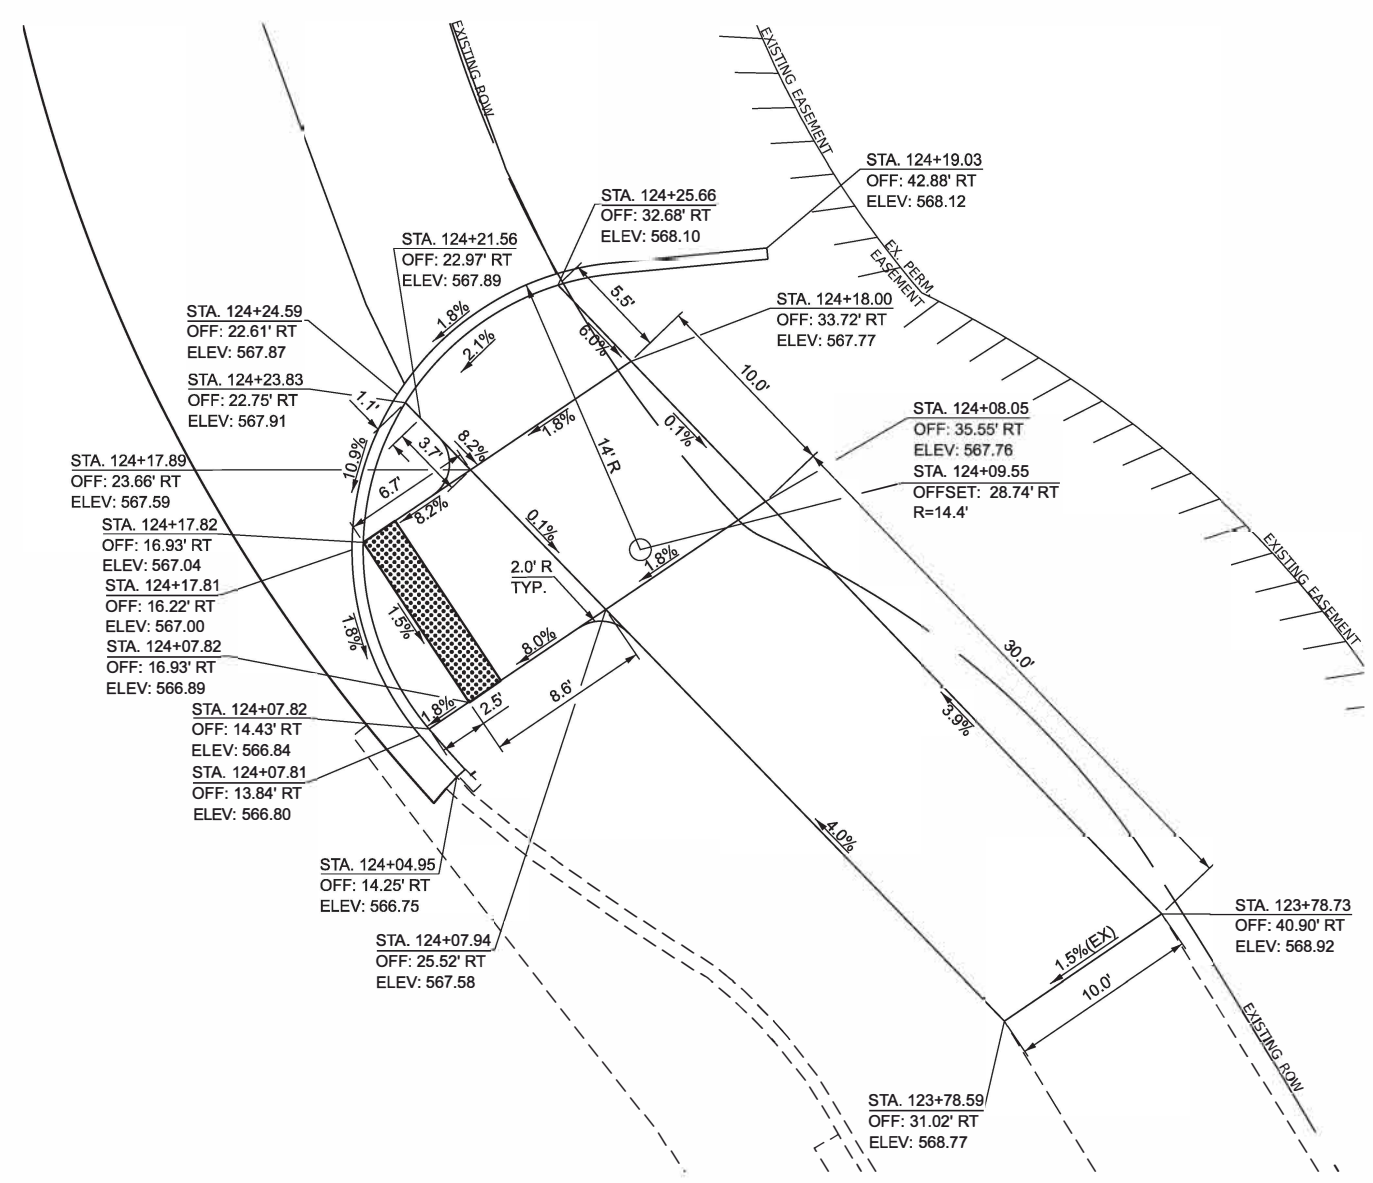 EXISTING ROW
EXISTING EASEMENT
STA. 124+19.03
OFF: 42.88' RT
ELEV: 568.12
STA. 124+25.66
OFF: 32.68' RT
ELEV: 568.10
STA. 124+21.56
OFF: 22.97' RT
ELEV: 567.89
EX. PERM
EASEMENT
STA. 124+24.59
OFF: 22.61' RT
ELEV: 567.87
1.8%
2.1%
5.5'
6.0%
STA. 124+18.00
OFF: 33.72' RT
ELEV: 567.77
STA. 124+23.83
OFF: 22.75' RT
ELEV: 567.91
1.1'
10.0'
STA. 124+08.05
OFF: 35.55' RT
ELEV: 567.76
10.9%
3.7'
8.2%
1.8%
0.1%
14' R
STA. 124+17.89
OFF: 23.66' RT
ELEV: 567.59
6.7'
8.2%
STA. 124+09.55
OFFSET: 28.74' RT
R=14.4'
STA. 124+17.82
OFF: 16.93' RT
ELEV: 567.04
0.1%
1.8%
EXISTING EASEMENT
STA. 124+17.81
OFF: 16.22' RT
ELEV: 567.00
2.0' R
TYP.
1.5%
1.8%
8.0%
30.0'
STA. 124+07.82
OFF: 16.93' RT
ELEV: 566.89
8.6'
2.5'
1.8%
3.9%
STA. 124+07.82
OFF: 14.43' RT
ELEV: 566.84
STA. 124+07.81
OFF: 13.84' RT
ELEV: 566.80
4.0%
STA. 124+04.95
OFF: 14.25' RT
ELEV: 566.75
STA. 124+07.94
OFF: 25.52' RT
ELEV: 567.58
STA. 123+78.73
OFF: 40.90' RT
ELEV: 568.92
1.5%(EX)
10.0'
EXISTING ROW
STA. 123+78.59
OFF: 31.02' RT
ELEV: 568.77